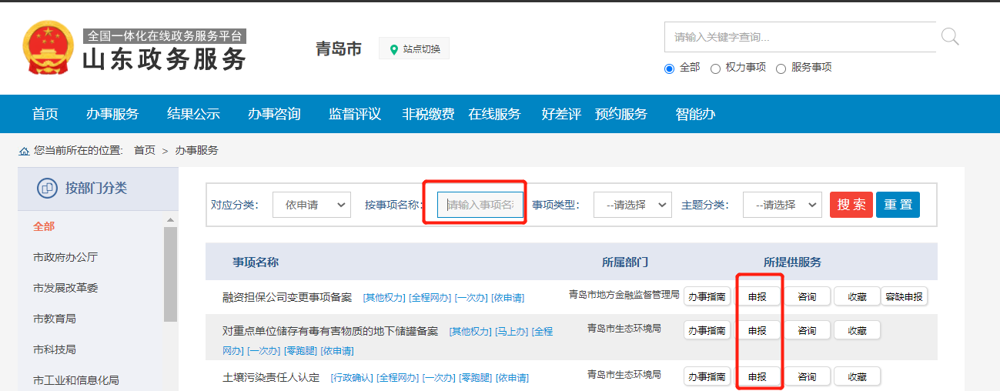 全国一体化在线政务服务平台
山东政务服务
青岛市
站点切换
请输入关键字查询...
全部 权力事项 服务事项
首页 办事服务 结果公示 办事咨询 监督评议 非税缴费 在线服务 好差评 预约服务 智能办
您当前所在的位置: 首页 > 办事服务
按部门分类
全部
市政府办公厅
市发展改革委
市教育局
市科技局
市工业和信息化局
对应分类: 依申请 按事项名称: 请输入事项名称 事项类型: --请选择 主题分类: --请选择 搜 索 重 置
事项名称 所属部门 所提供服务
融资担保公司变更事项备案 [其他权力] [全程网办] [一次办] [依申请] 青岛市地方金融监督管理局 办事指南 申报 咨询 收藏 容缺申报
对重点单位储存有毒有害物质的地下储罐备案 [其他权力] [马上办] [全程 青岛市生态环境局 办事指南 申报 咨询 收藏
网办] [一次办] [零跑腿] [依申请]
土壤污染责任人认定 [行政确认] [全程网办] [一次办] [零跑腿] [依申请] 青岛市生态环境局 办事指南 申报 咨询 收藏